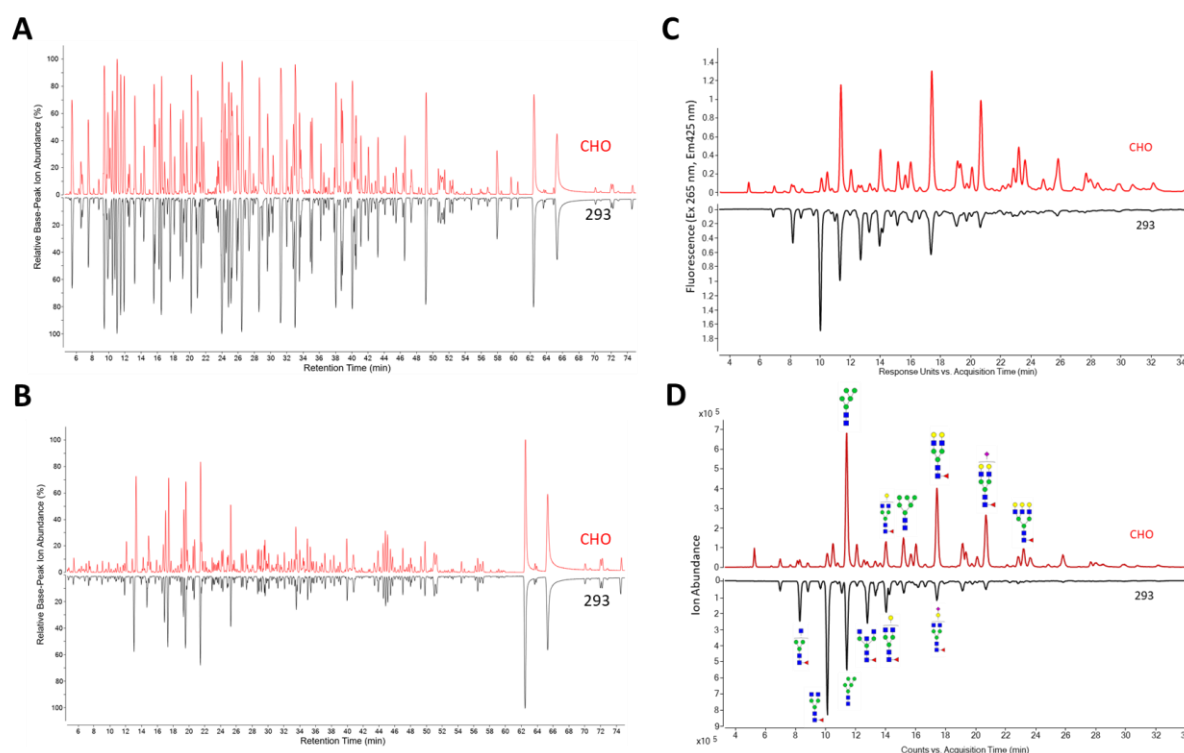 A
Relative Base-Peak Ion Abundance (%)
100
80
60
40
20
0
0
20
40
60
80
100
CHO
293
6 8 10 12 14 16 18 20 22 24 26 28 30 32 34 36 38 40 42 44 46 48 50 52 54 56 58 60 62 64 66 68 70 72 74
Retention Time (min)
B
Relative Base-Peak Ion Abundance (%)
100
80
60
40
20
0
0
20
40
60
80
100
CHO
293
6 8 10 12 14 16 18 20 22 24 26 28 30 32 34 36 38 40 42 44 46 48 50 52 54 56 58 60 62 64 66 68 70 72 74
Retention Time (min)
C
Fluorescence (Ex 265 nm, Em425 nm)
1.4
1.2
1
0.8
0.6
0.4
0.2
0
0
0.2
0.4
0.6
0.8
1
1.2
1.4
1.6
1.8
CHO
293
4 6 8 10 12 14 16 18 20 22 24 26 28 30 32 34
Response Units vs. Acquisition Time (min)
D
x10 5
Ion Abundance
7
6
5
4
3
2
1
0
0
1
2
3
4
5
6
7
8
9
x10 5
CHO
293
4 6 8 10 12 14 16 18 20 22 24 26 28 30 32 34
Counts vs. Acquisition Time (min)